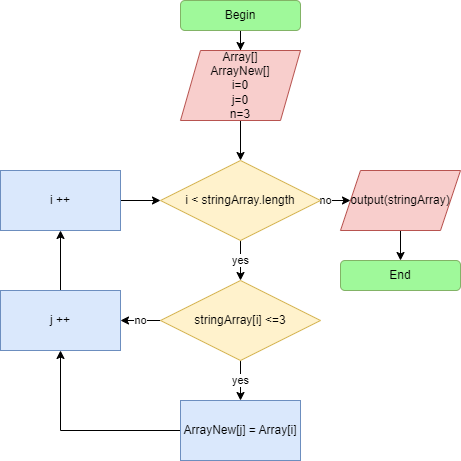 Begin
Array[]
ArrayNew[]
i=0
j=0
n=3
i ++
i < stringArray.length
no
output(stringArray)
yes
End
j ++
no
stringArray[i] <=3
yes
ArrayNew[j] = Array[i]